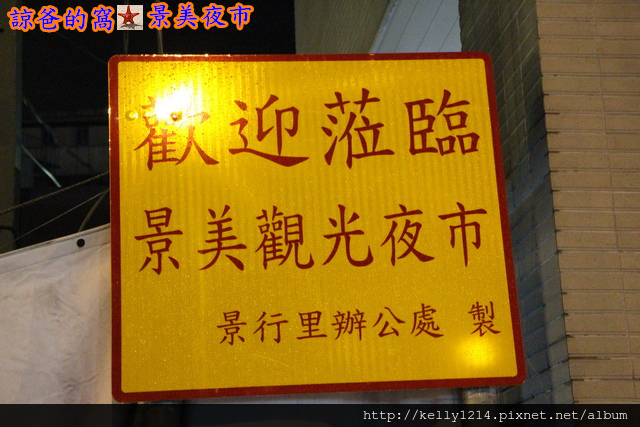 諒爸的窩 景美夜市
歡迎蒞臨
景美觀光夜市
景行里辦公處 製
http://kelly1214.pixnet.net/album